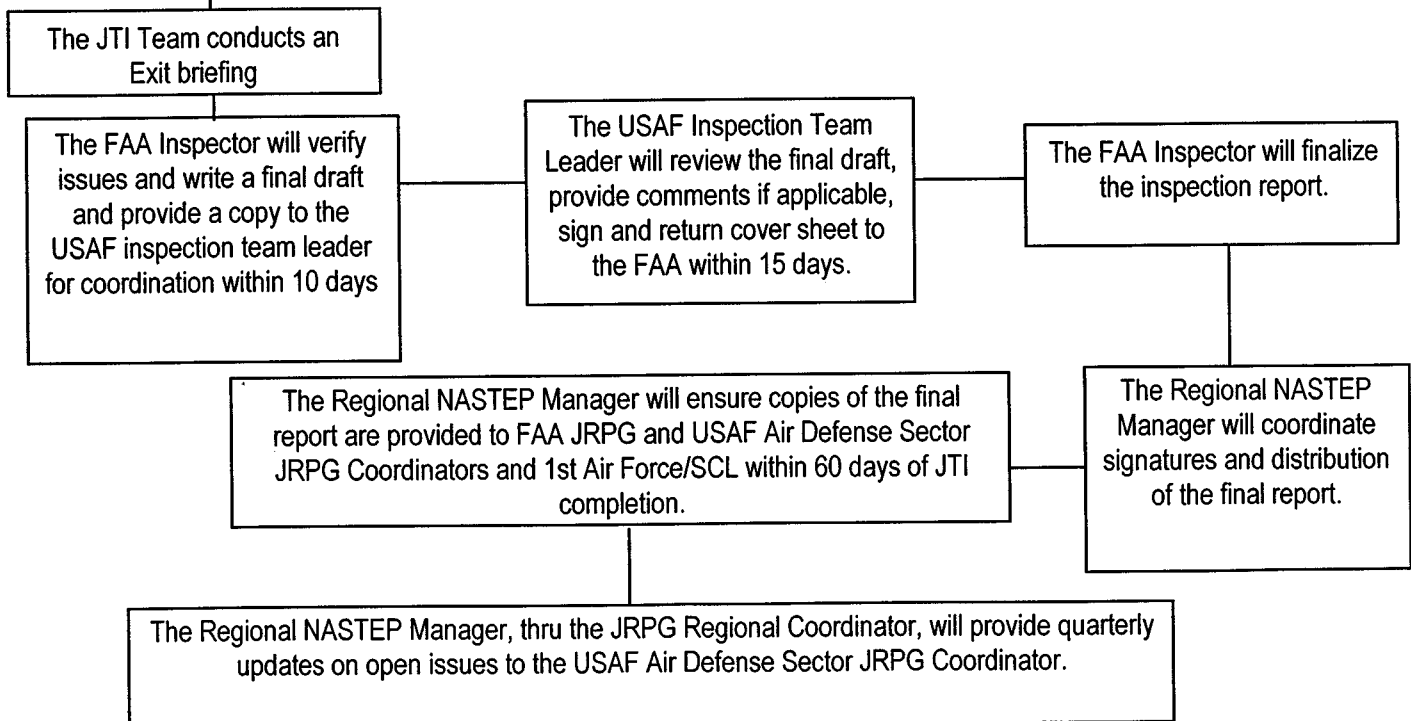 The JTI Team conducts an
Exit briefing
The FAA Inspector will verify
issues and write a final draft
and provide a copy to the
USAF inspection team leader
for coordination within 10 days
The USAF Inspection Team
Leader will review the final draft,
provide comments if applicable,
sign and return cover sheet to
the FAA within 15 days.
The FAA Inspector will finalize
the inspection report.
The Regional NASTEP
Manager will coordinate
signatures and distribution
of the final report.
The Regional NASTEP Manager will ensure copies of the final
report are provided to FAA JRPG and USAF Air Defense Sector
JRPG Coordinators and 1st Air Force/SCL within 60 days of JTI
completion.
The Regional NASTEP Manager, thru the JRPG Regional Coordinator, will provide quarterly
updates on open issues to the USAF Air Defense Sector JRPG Coordinator.